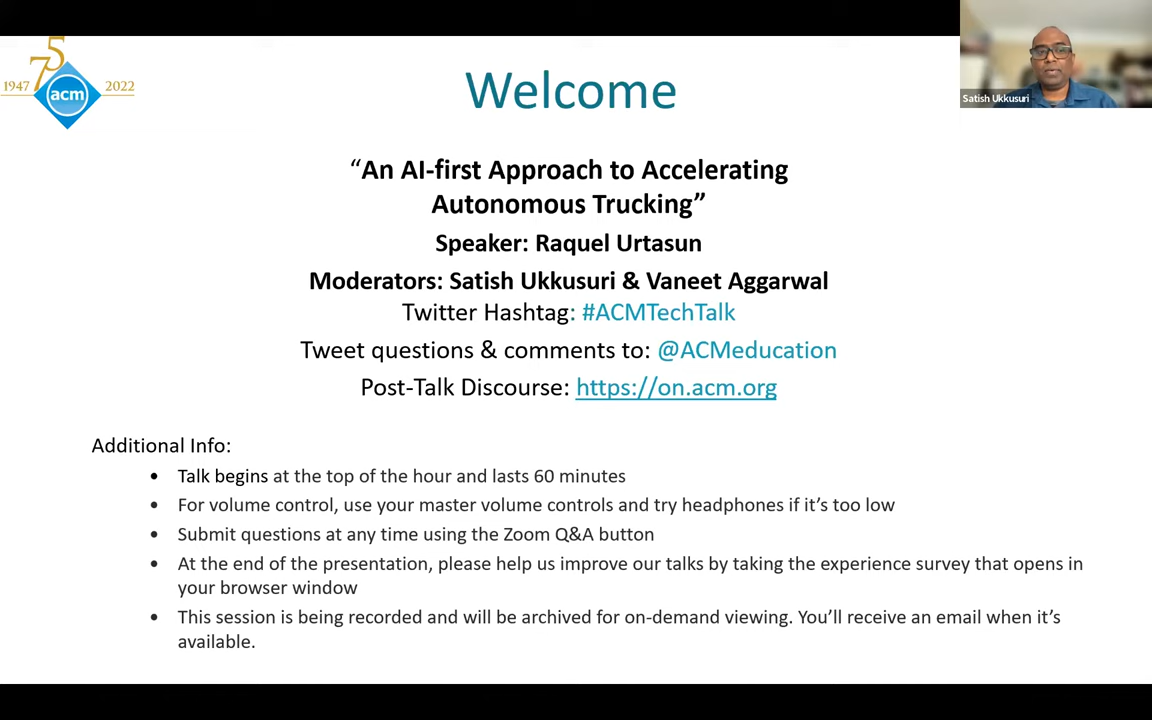 75
1947
acm
2022
Welcome
Satish Ukkusuri
“An AI-first Approach to Accelerating
Autonomous Trucking”
Speaker: Raquel Urtasun
Moderators: Satish Ukkusuri & Vaneet Aggarwal
Twitter Hashtag: #ACMTechTalk
Tweet questions & comments to: @ACMeducation
Post-Talk Discourse: https://on.acm.org
Additional Info:
• Talk begins at the top of the hour and lasts 60 minutes
• For volume control, use your master volume controls and try headphones if it’s too low
• Submit questions at any time using the Zoom Q&A button
• At the end of the presentation, please help us improve our talks by taking the experience survey that opens in
your browser window
• This session is being recorded and will be archived for on-demand viewing. You’ll receive an email when it’s
available.